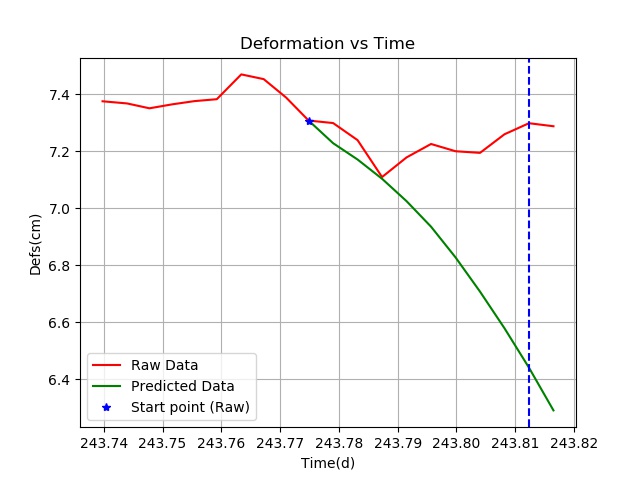 Deformation vs Time
Defs(cm)
7.4
7.2
7.0
6.8
6.6
6.4
Raw Data
Predicted Data
Start point (Raw)
243.74 243.75 243.76 243.77 243.78 243.79 243.80 243.81 243.82
Time(d)